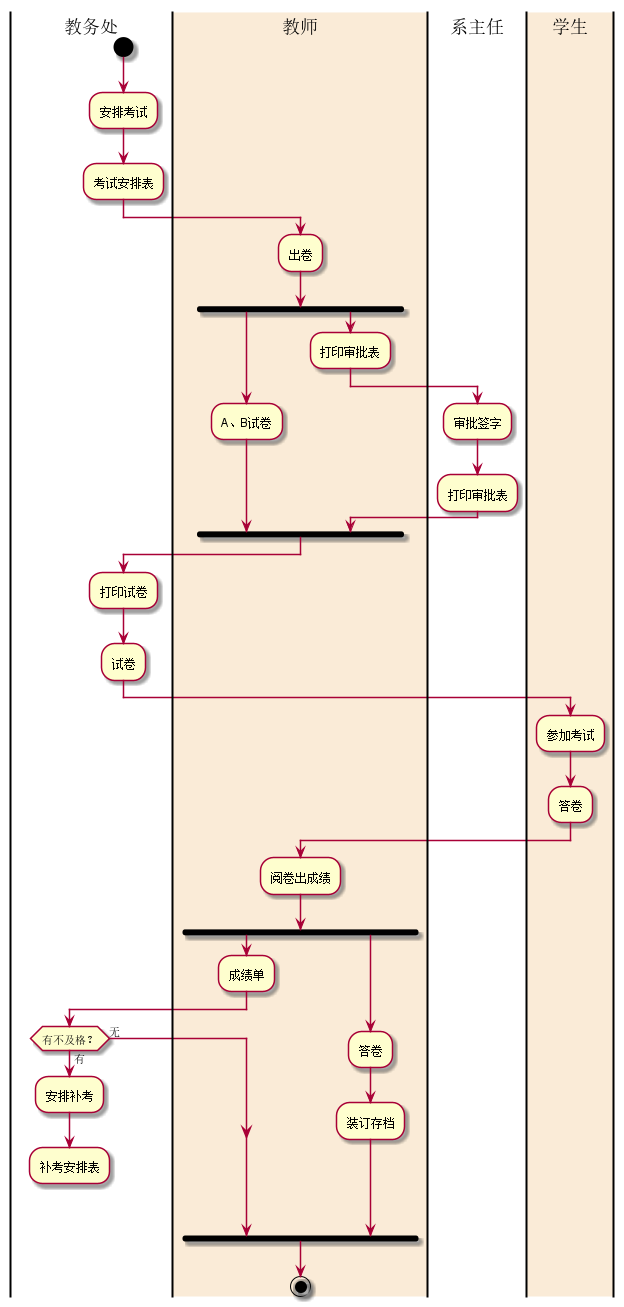 教务处
教师
系主任
学生
安排考试
考试安排表
出卷
打印审批表
A、B试卷
审批签字
打印审批表
打印试卷
试卷
参加考试
答卷
阅卷出成绩
成绩单
有不及格？
无
有
答卷
安排补考
装订存档
补考安排表